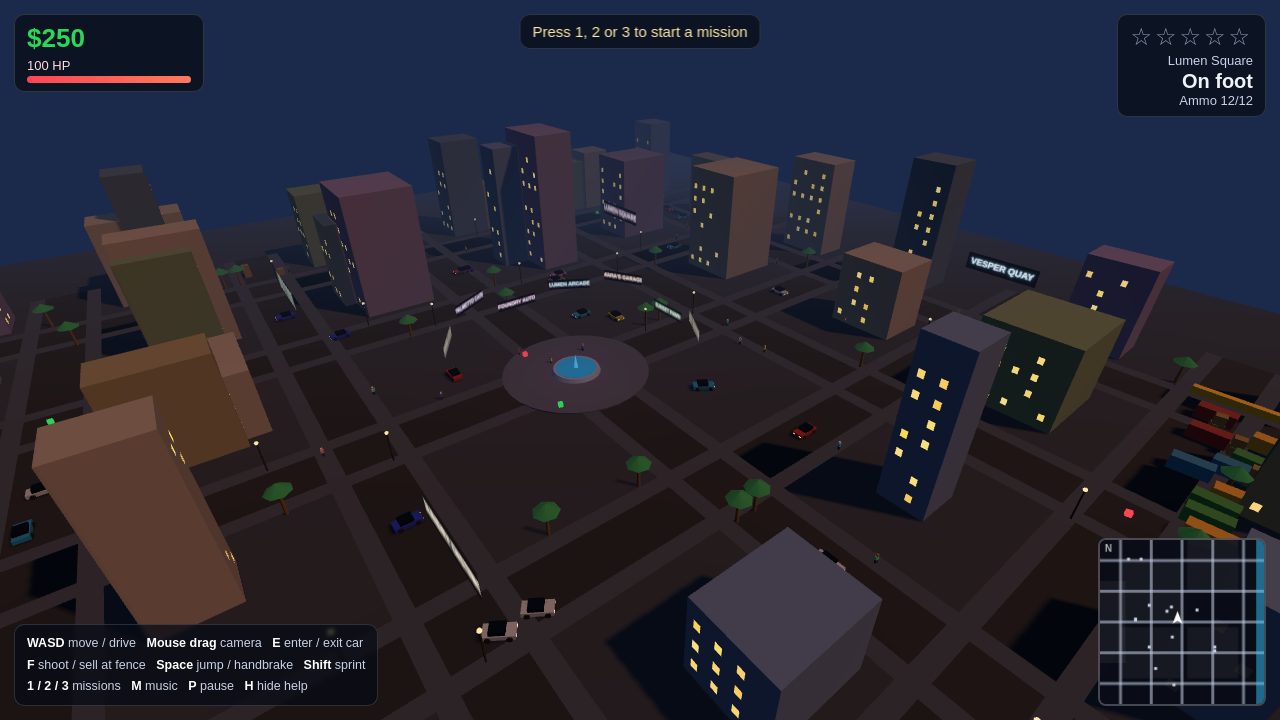 $250
100 HP
Press 1, 2 or 3 to start a mission
☆☆☆☆☆
Lumen Square
On foot
Ammo 12/12
LUMEN SQUARE
VESPER QUAY
LUMEN ARCADE
FOUNDRY AUTO
WASD move / drive Mouse drag camera E enter / exit car
F shoot / sell at fence Space jump / handbrake Shift sprint
1 / 2 / 3 missions M music P pause H hide help
N